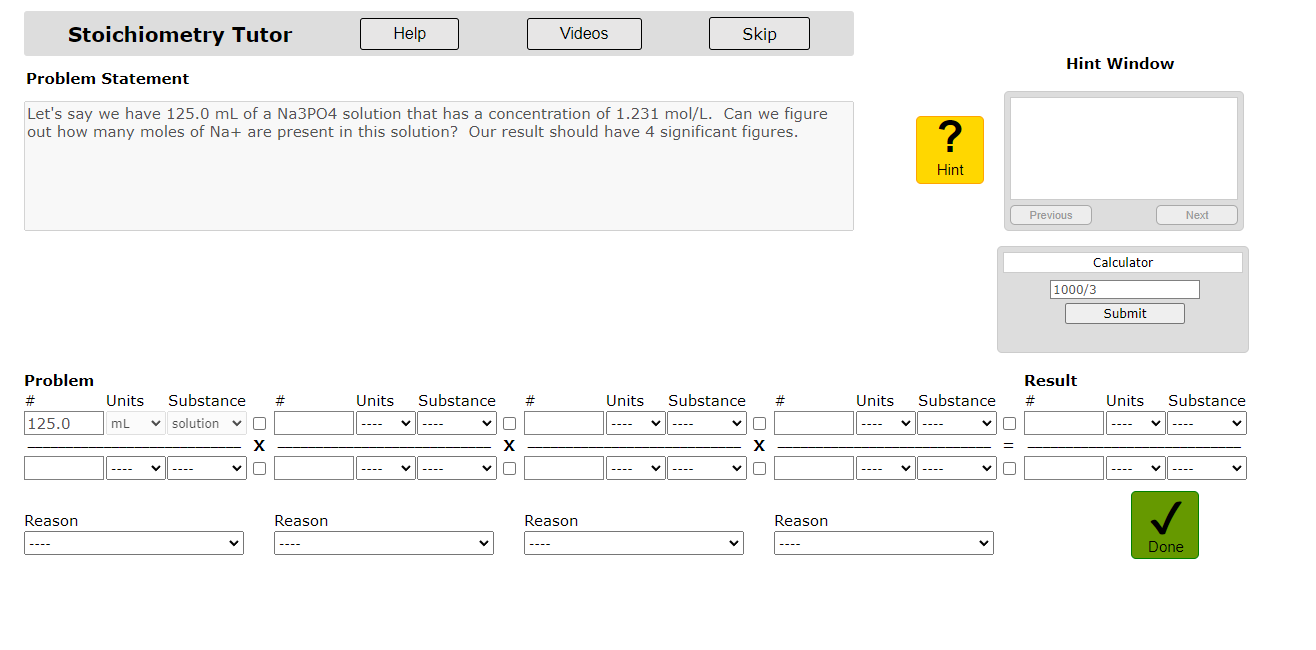 Stoichiometry Tutor
Help
Videos
Skip
Hint Window
Problem Statement
Let's say we have 125.0 mL of a Na3PO4 solution that has a concentration of 1.231 mol/L.  Can we figure
out how many moles of Na+ are present in this solution?  Our result should have 4 significant figures.
?
Hint
Previous
Next
Calculator
1000/3
Submit
Problem
Result
# Units Substance # Units Substance # Units Substance # Units Substance # Units Substance
125.0 mL solution ---- ---- ---- ---- ---- ---- ---- ----
X X X =
---- ---- ---- ---- ---- ---- ---- ---- ---- ----
Reason Reason Reason Reason
---- ---- ---- ----
Done